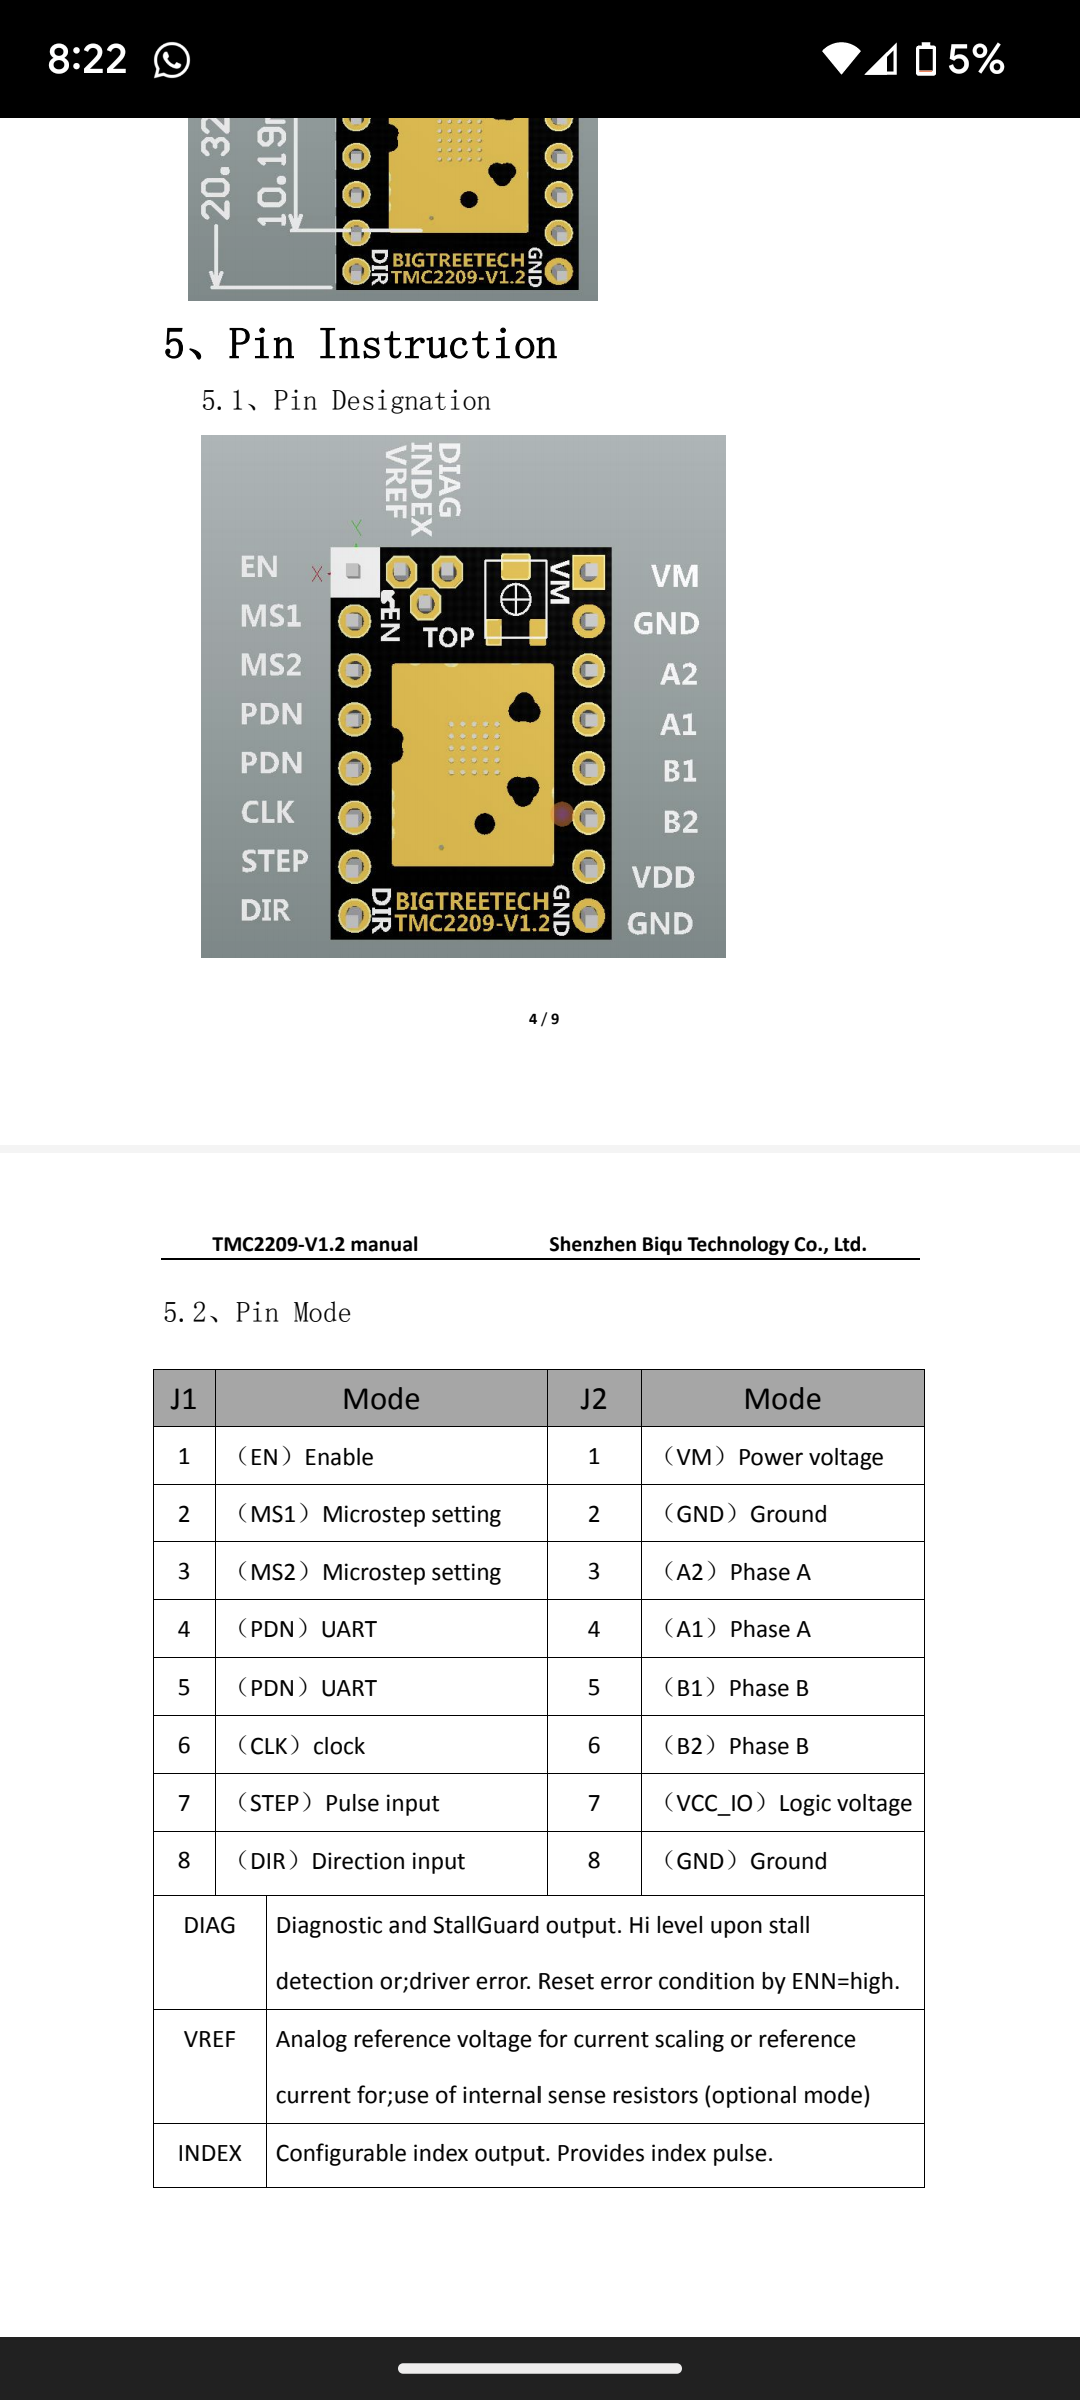 8:22
5%
20.32
10.19
DIR
BIGTREETECH
TMC2209-V1.2
GND
5、Pin Instruction
5.1、Pin Designation
VREF
INDEX
DIAG
EN
MS1
MS2
PDN
PDN
CLK
STEP
DIR
Y
X
EN
TOP
VM
DIR
BIGTREETECH
TMC2209-V1.2
GND
VM
GND
A2
A1
B1
B2
VDD
GND
4 / 9
TMC2209-V1.2 manual Shenzhen Biqu Technology Co., Ltd.
5.2、Pin Mode
J1 Mode J2 Mode
1 （EN）Enable 1 （VM）Power voltage
2 （MS1）Microstep setting 2 （GND）Ground
3 （MS2）Microstep setting 3 （A2）Phase A
4 （PDN）UART 4 （A1）Phase A
5 （PDN）UART 5 （B1）Phase B
6 （CLK）clock 6 （B2）Phase B
7 （STEP）Pulse input 7 （VCC_IO）Logic voltage
8 （DIR）Direction input 8 （GND）Ground
DIAG Diagnostic and StallGuard output. Hi level upon stall
detection or;driver error. Reset error condition by ENN=high.
VREF Analog reference voltage for current scaling or reference
current for;use of internal sense resistors (optional mode)
INDEX Configurable index output. Provides index pulse.